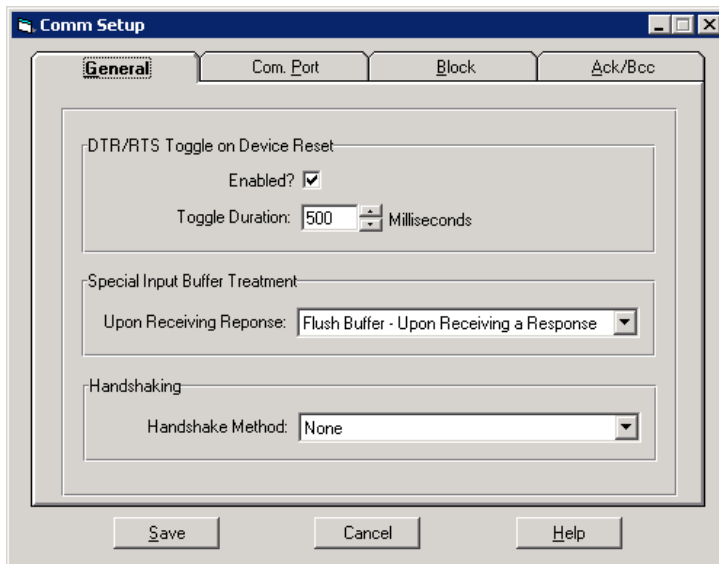 Comm Setup
General Com. Port Block Ack/Bcc
DTR/RTS Toggle on Device Reset
Enabled?
Toggle Duration: 500 Milliseconds
Special Input Buffer Treatment
Upon Receiving Reponse: Flush Buffer - Upon Receiving a Response
Handshaking
Handshake Method: None
Save Cancel Help